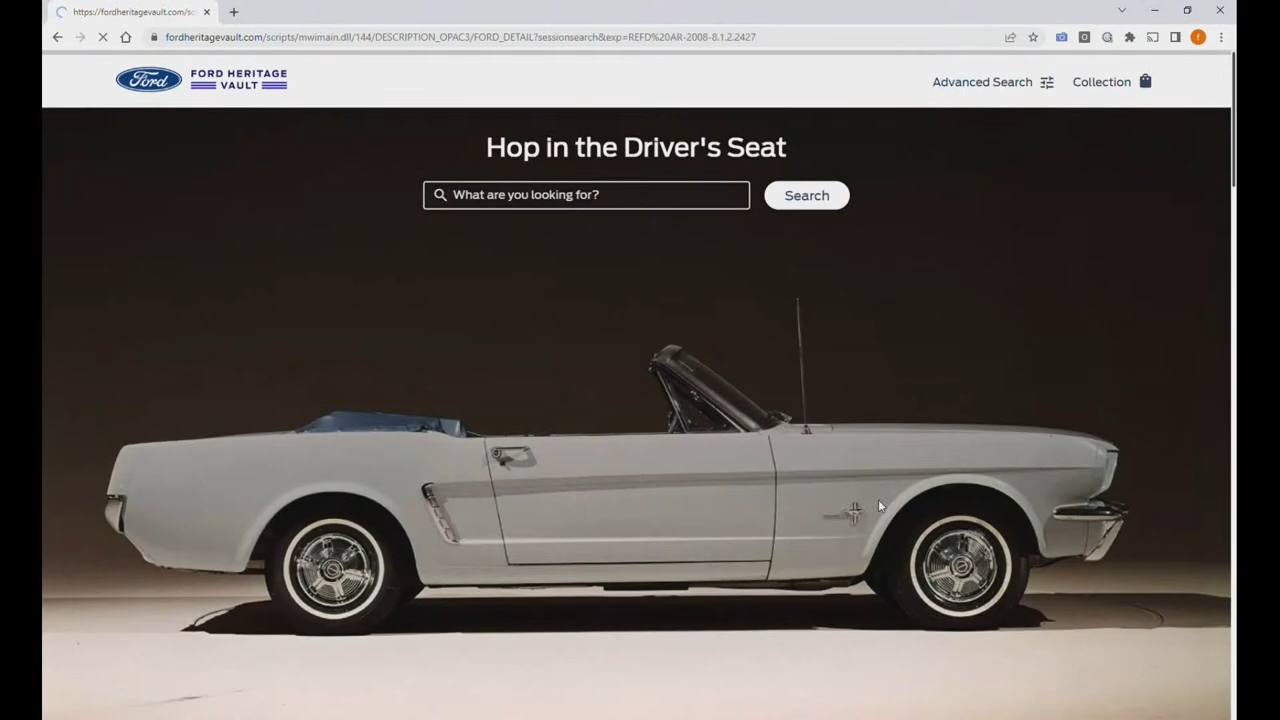 https://fordheritagevault.com/sc
fordheritagevault.com/scripts/mwimain.dll/144/DESCRIPTION_OPAC3/FORD_DETAIL?sessionsearch&exp=REFD%20AR-2008-8.1.2.2427
f
Ford
FORD HERITAGE
VAULT
Advanced Search
Collection
Hop in the Driver's Seat
What are you looking for?
Search